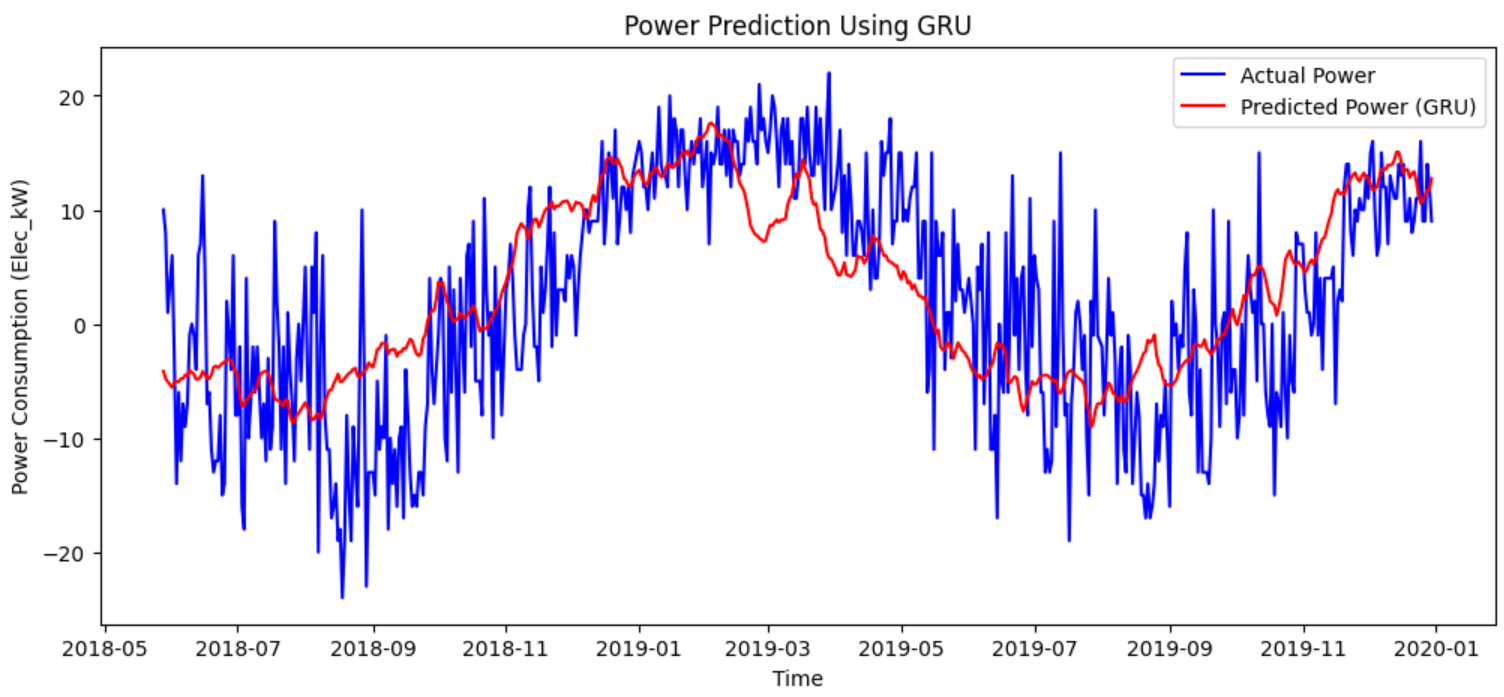 Power Prediction Using GRU
Actual Power
Predicted Power (GRU)
Power Consumption (Elec_kW)
20
10
0
−10
−20
2018-05 2018-07 2018-09 2018-11 2019-01 2019-03 2019-05 2019-07 2019-09 2019-11 2020-01
Time